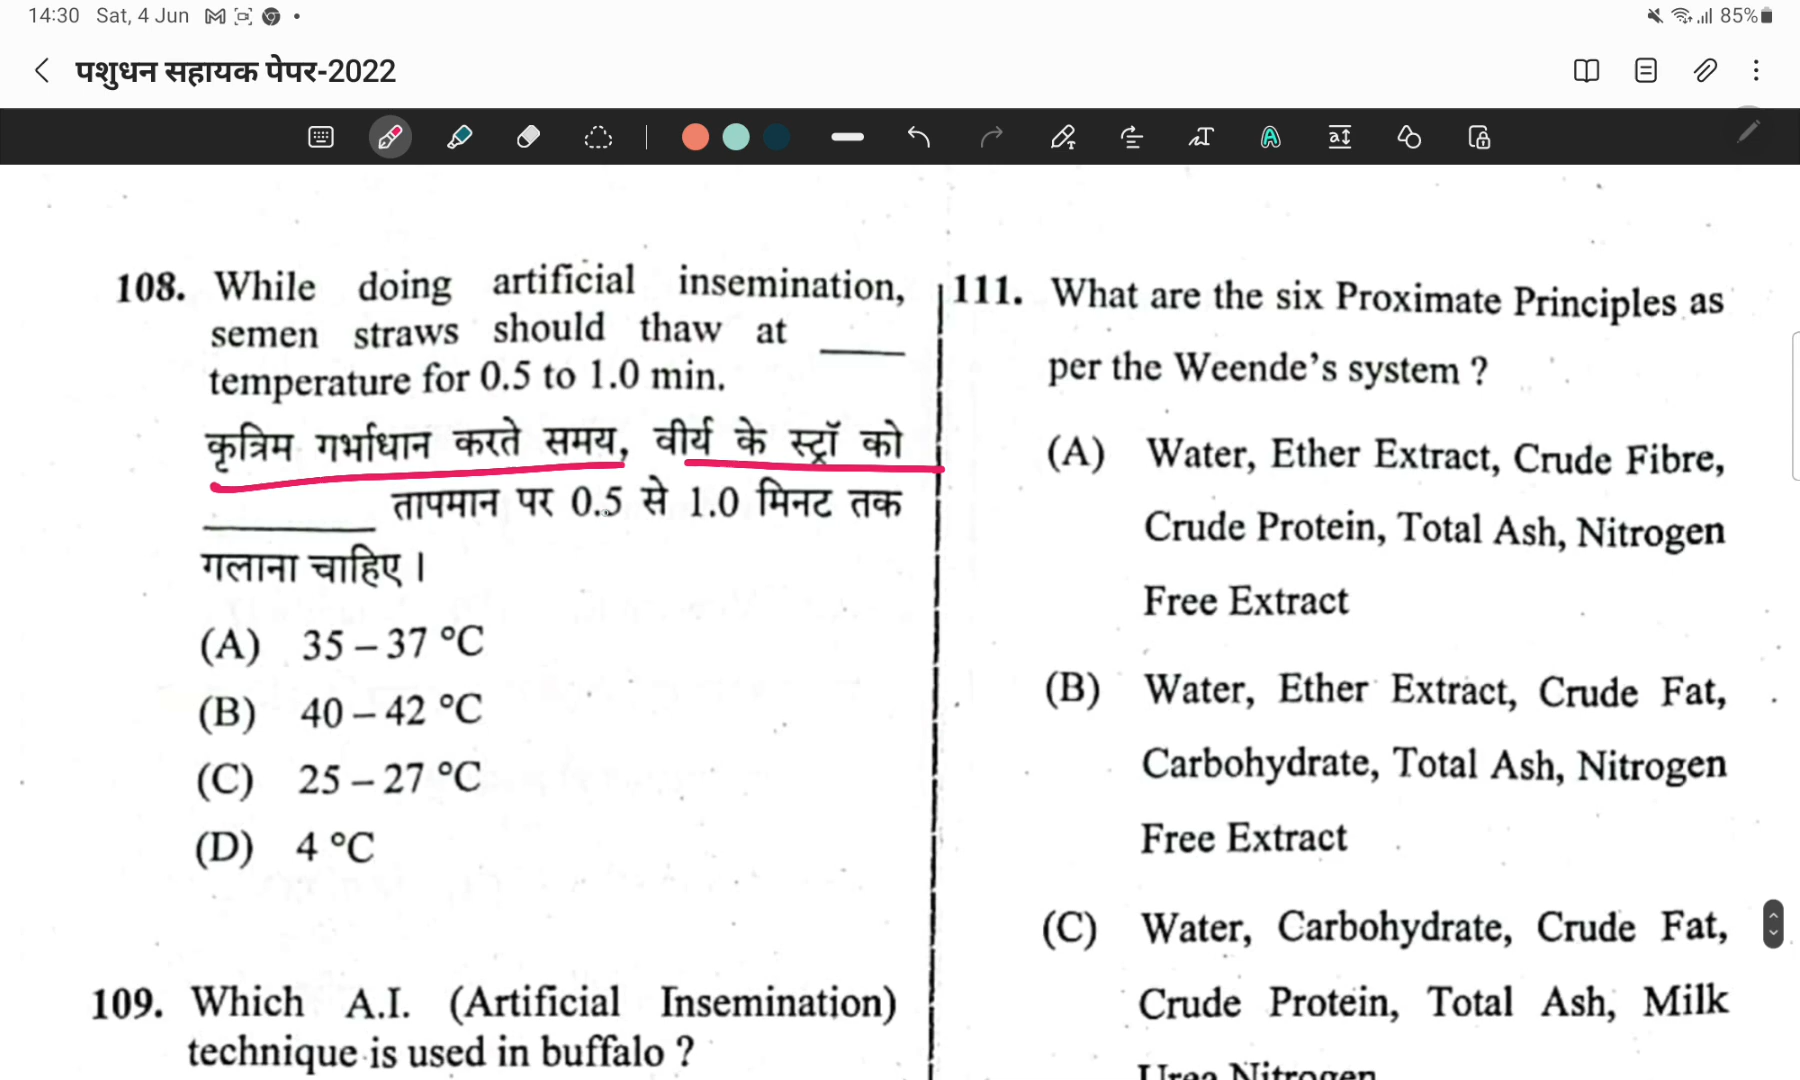 14:30 Sat, 4 Jun
85%
पशुधन सहायक पेपर-2022
108. While doing artificial insemination,
semen straws should thaw at ____
temperature for 0.5 to 1.0 min.
कृत्रिम गर्भाधान करते समय, वीर्य के स्ट्रॉ को
____ तापमान पर 0.5 से 1.0 मिनट तक
गलाना चाहिए ।
(A) 35 – 37 °C
(B) 40 – 42 °C
(C) 25 – 27 °C
(D) 4 °C
109. Which A.I. (Artificial Insemination)
technique is used in buffalo ?
111. What are the six Proximate Principles as
per the Weende’s system ?
(A) Water, Ether Extract, Crude Fibre,
Crude Protein, Total Ash, Nitrogen
Free Extract
(B) Water, Ether Extract, Crude Fat,
Carbohydrate, Total Ash, Nitrogen
Free Extract
(C) Water, Carbohydrate, Crude Fat,
Crude Protein, Total Ash, Milk
Urea Nitrogen